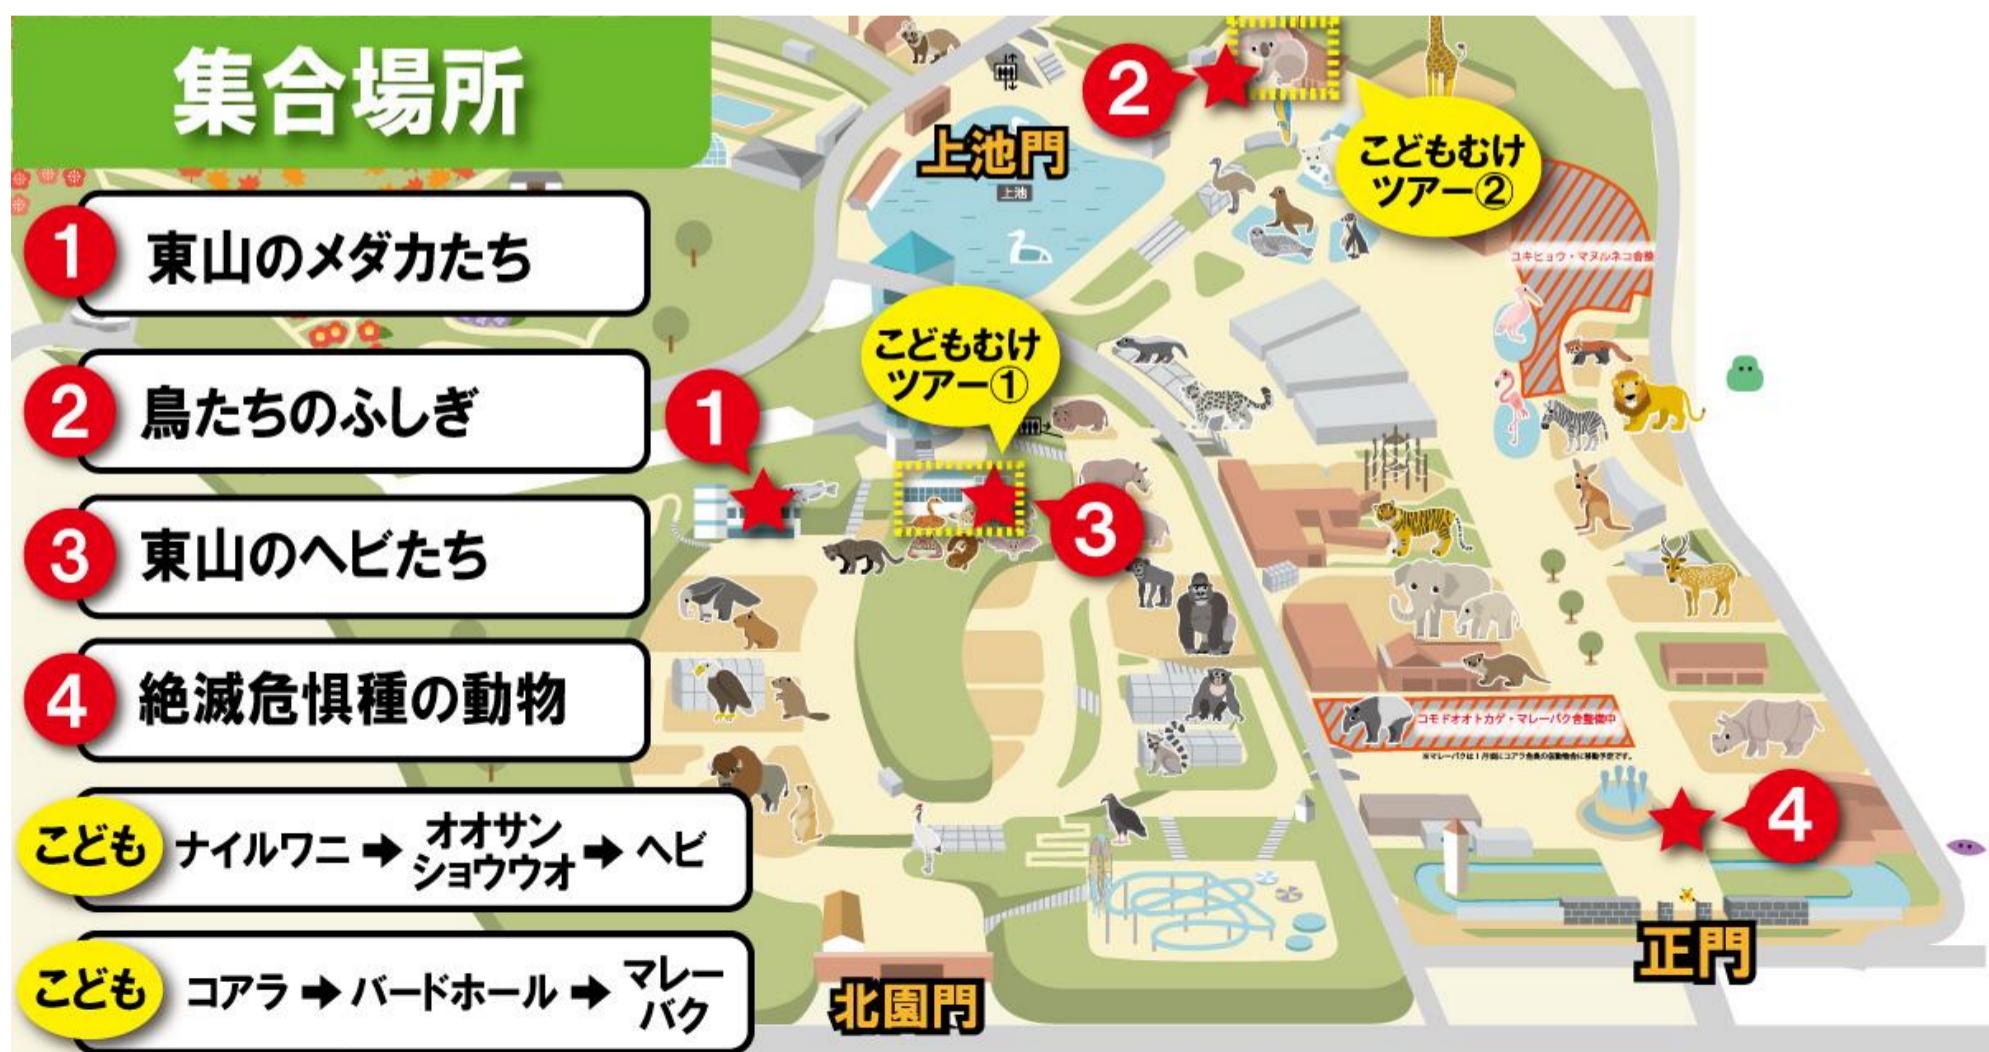 集合場所
1 東山のメダカたち
2 鳥たちのふしぎ
3 東山のヘビたち
4 絶滅危惧種の動物
こども ナイルワニ➡オオサンショウウオ➡ヘビ
こども コアラ➡バードホール➡マレーバク
2
上池門
上池
こどもむけ
ツアー②
ユキヒョウ・マヌルネコ舎整
こどもむけ
ツアー①
1
3
コモドオオトカゲ・マレーバク舎整備中
4
正門
北園門